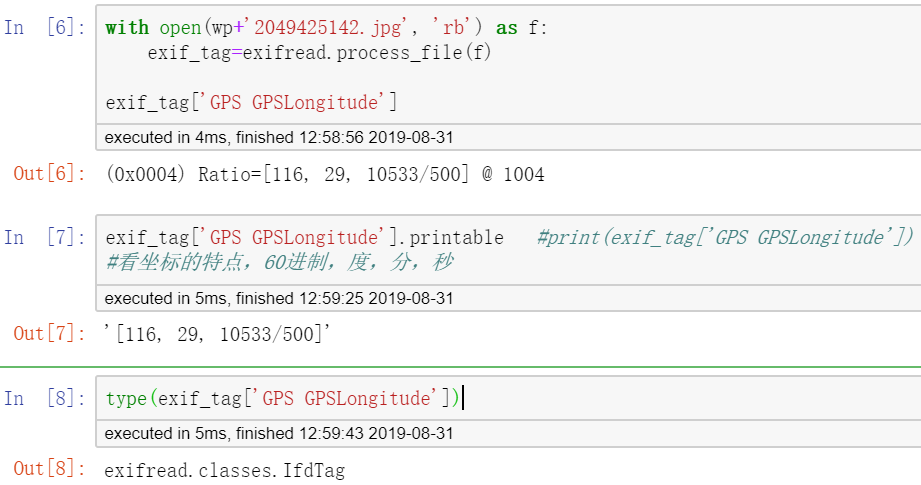 In [6]: with open(wp+'2049425142.jpg', 'rb') as f:
exif_tag=exifread.process_file(f)
exif_tag['GPS GPSLongitude']
executed in 4ms, finished 12:58:56 2019-08-31
Out[6]: (0x0004) Ratio=[116, 29, 10533/500] @ 1004
In [7]: exif_tag['GPS GPSLongitude'].printable #print(exif_tag['GPS GPSLongitude'])
#看坐标的特点，60进制，度，分，秒
executed in 5ms, finished 12:59:25 2019-08-31
Out[7]: '[116, 29, 10533/500]'
In [8]: type(exif_tag['GPS GPSLongitude'])
executed in 5ms, finished 12:59:43 2019-08-31
Out[8]: exifread.classes.IfdTag